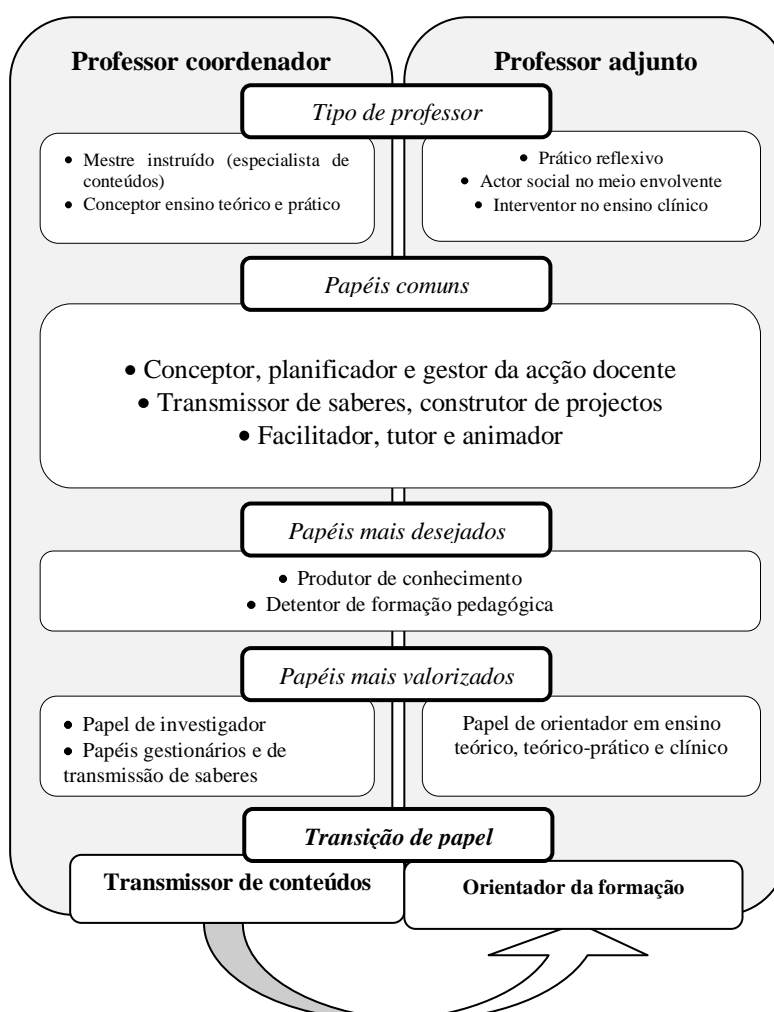 Professor coordenador
Professor adjunto
Tipo de professor
• Mestre instruído (especialista de
conteúdos)
• Conceptor ensino teórico e prático
• Prático reflexivo
• Actor social no meio envolvente
• Interventor no ensino clínico
Papéis comuns
• Conceptor, planificador e gestor da acção docente
• Transmissor de saberes, construtor de projectos
• Facilitador, tutor e animador
Papéis mais desejados
• Produtor de conhecimento
• Detentor de formação pedagógica
Papéis mais valorizados
• Papel de investigador
• Papéis gestionários e de
transmissão de saberes
Papel de orientador em ensino
teórico, teórico-prático e clínico
Transição de papel
Transmissor de conteúdos
Orientador da formação